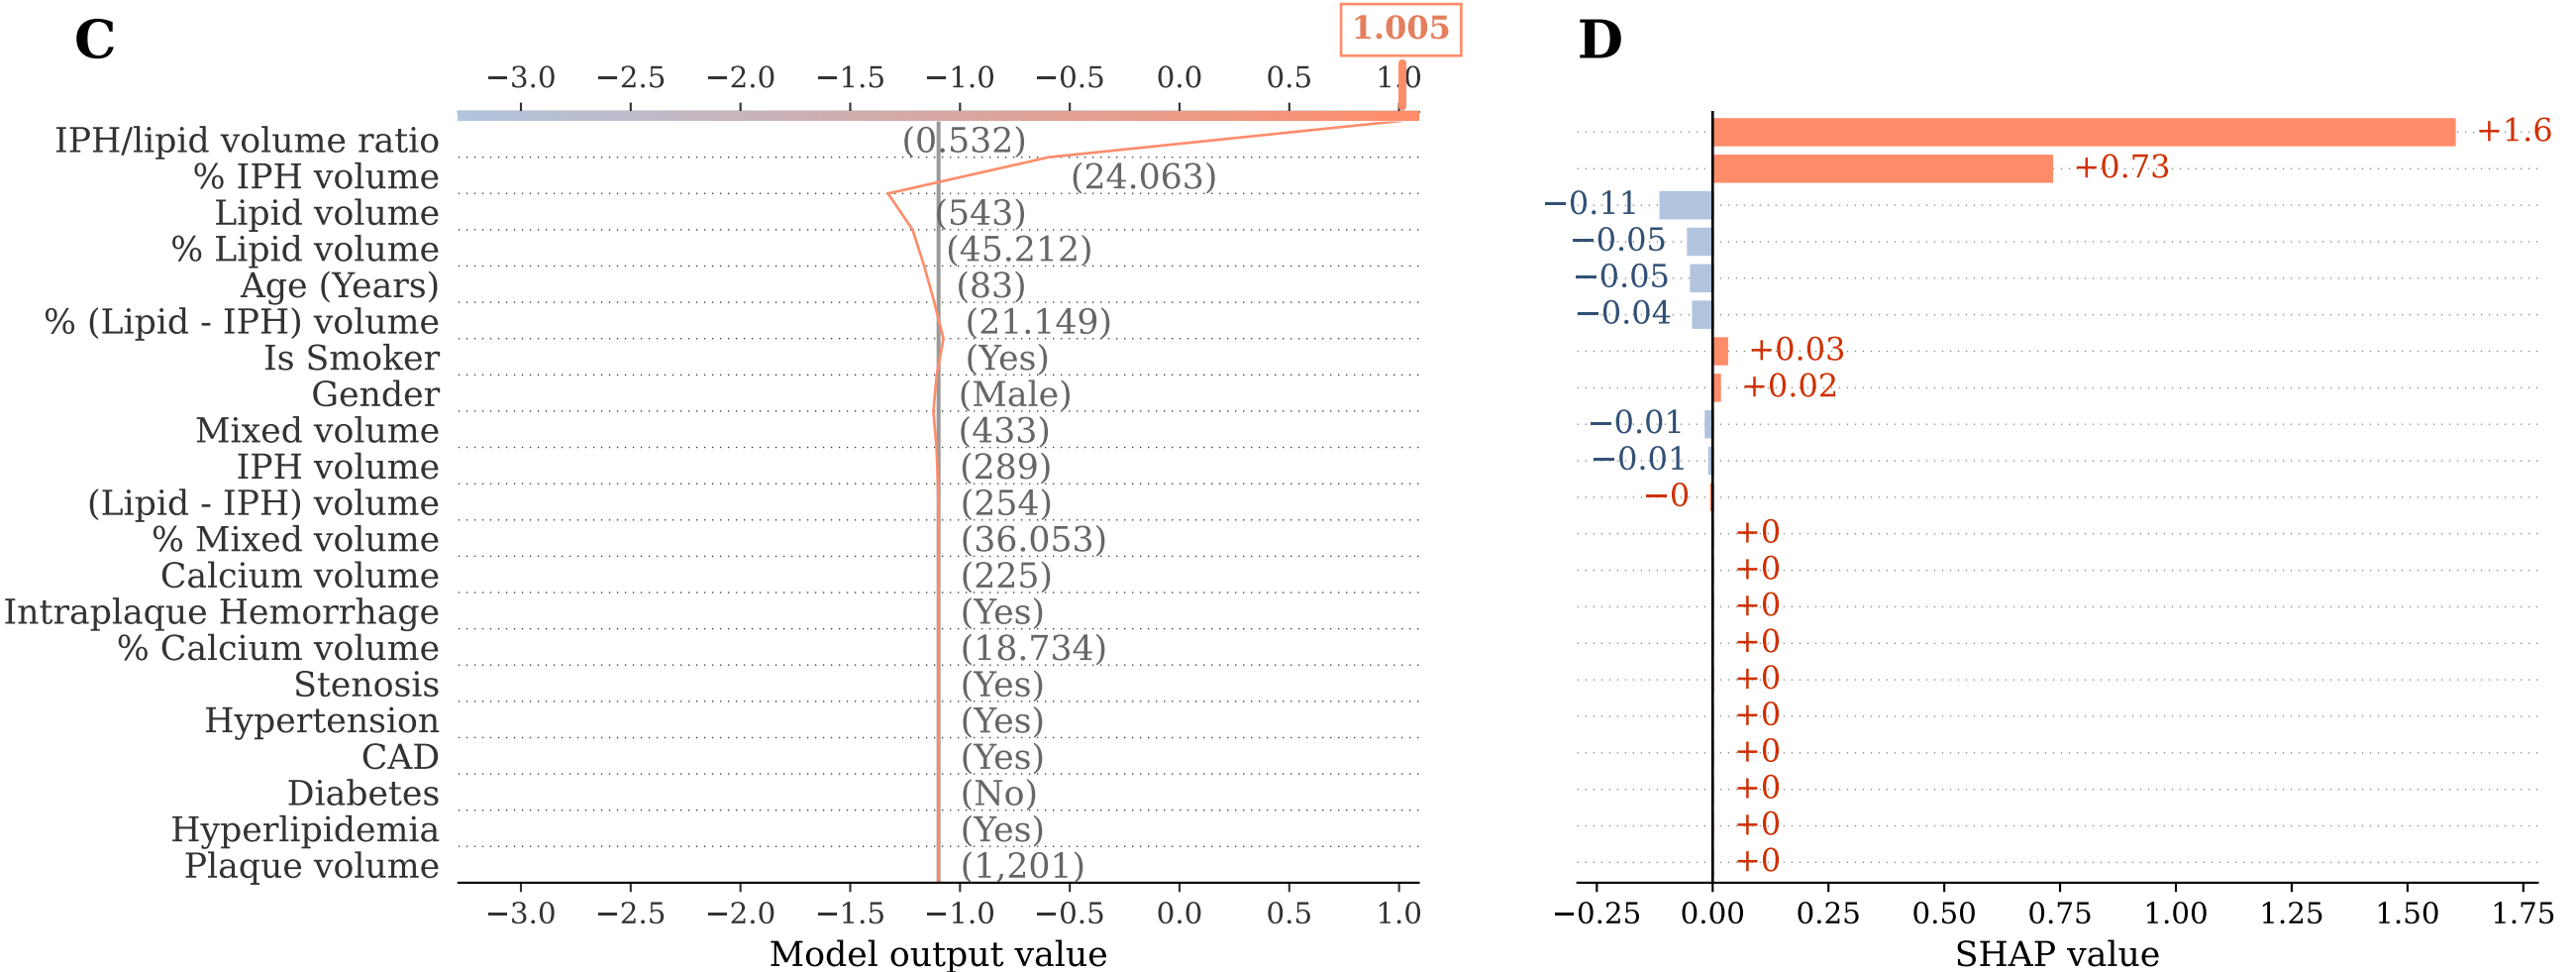 C
1.005
−3.0 −2.5 −2.0 −1.5 −1.0 −0.5 0.0 0.5 1.0
IPH/lipid volume ratio (0.532)
% IPH volume (24.063)
Lipid volume (543)
% Lipid volume (45.212)
Age (Years) (83)
% (Lipid - IPH) volume (21.149)
Is Smoker (Yes)
Gender (Male)
Mixed volume (433)
IPH volume (289)
(Lipid - IPH) volume (254)
% Mixed volume (36.053)
Calcium volume (225)
Intraplaque Hemorrhage (Yes)
% Calcium volume (18.734)
Stenosis (Yes)
Hypertension (Yes)
CAD (Yes)
Diabetes (No)
Hyperlipidemia (Yes)
Plaque volume (1,201)
−3.0 −2.5 −2.0 −1.5 −1.0 −0.5 0.0 0.5 1.0
Model output value
D
+1.6
+0.73
−0.11
−0.05
−0.05
−0.04
+0.03
+0.02
−0.01
−0.01
−0
+0
+0
+0
+0
+0
+0
+0
+0
+0
+0
−0.25 0.00 0.25 0.50 0.75 1.00 1.25 1.50 1.75
SHAP value